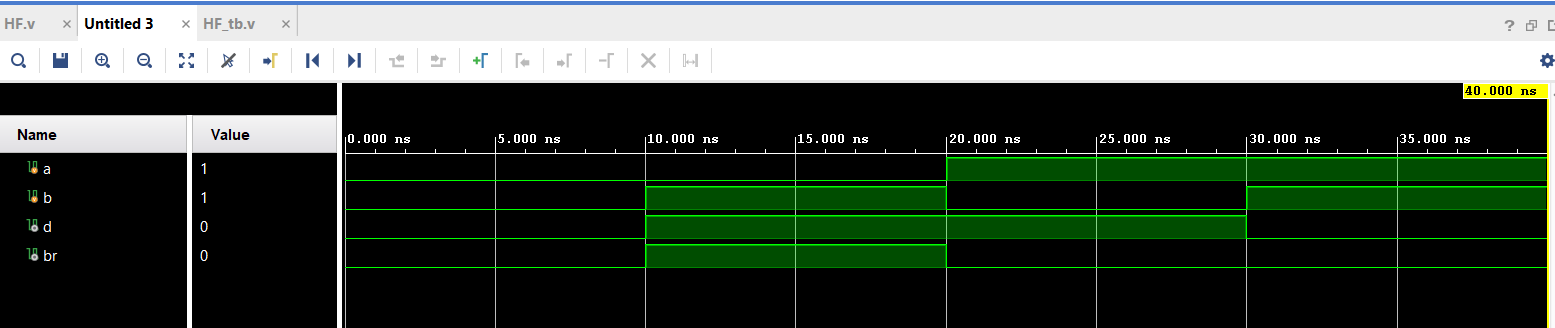 HF.v × Untitled 3 × HF_tb.v ×
?
40.000 ns
Name Value
0.000 ns 5.000 ns 10.000 ns 15.000 ns 20.000 ns 25.000 ns 30.000 ns 35.000 ns
a 1
b 1
d 0
br 0